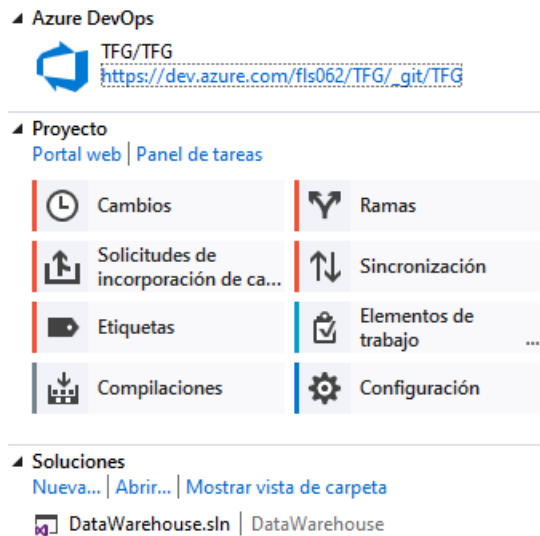 Azure DevOps
TFG/TFG
https://dev.azure.com/fls062/TFG/_git/TFG
Proyecto
Portal web | Panel de tareas
Cambios
Ramas
Solicitudes de
incorporación de ca...
Sincronización
Etiquetas
Elementos de
trabajo
...
Compilaciones
Configuración
Soluciones
Nueva... | Abrir... | Mostrar vista de carpeta
DataWarehouse.sln | DataWarehouse